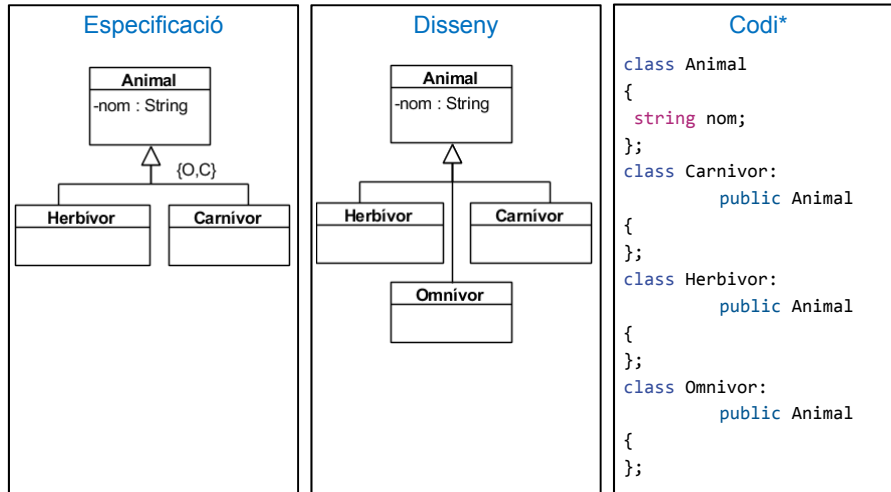 Especificació
Animal
-nom : String
{O,C}
Herbívor
Carnívor
Disseny
Animal
-nom : String
Herbívor
Carnívor
Omnívor
Codi*
class Animal
{
string nom;
};
class Carnivor:
public Animal
{
};
class Herbivor:
public Animal
{
};
class Omnivor:
public Animal
{
};